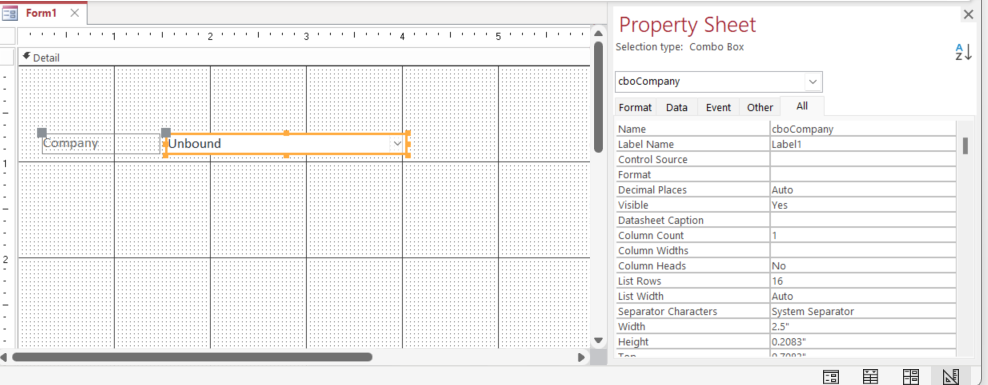 Form1
Property Sheet
Selection type: Combo Box
cboCompany
Format Data Event Other All
1 2 3 4 5
Detail
Company Unbound
1
2
Name cboCompany
Label Name Label1
Control Source
Format
Decimal Places Auto
Visible Yes
Datasheet Caption
Column Count 1
Column Widths
Column Heads No
List Rows 16
List Width Auto
Separator Characters System Separator
Width 2.5"
Height 0.2083"
Top 0.7083"